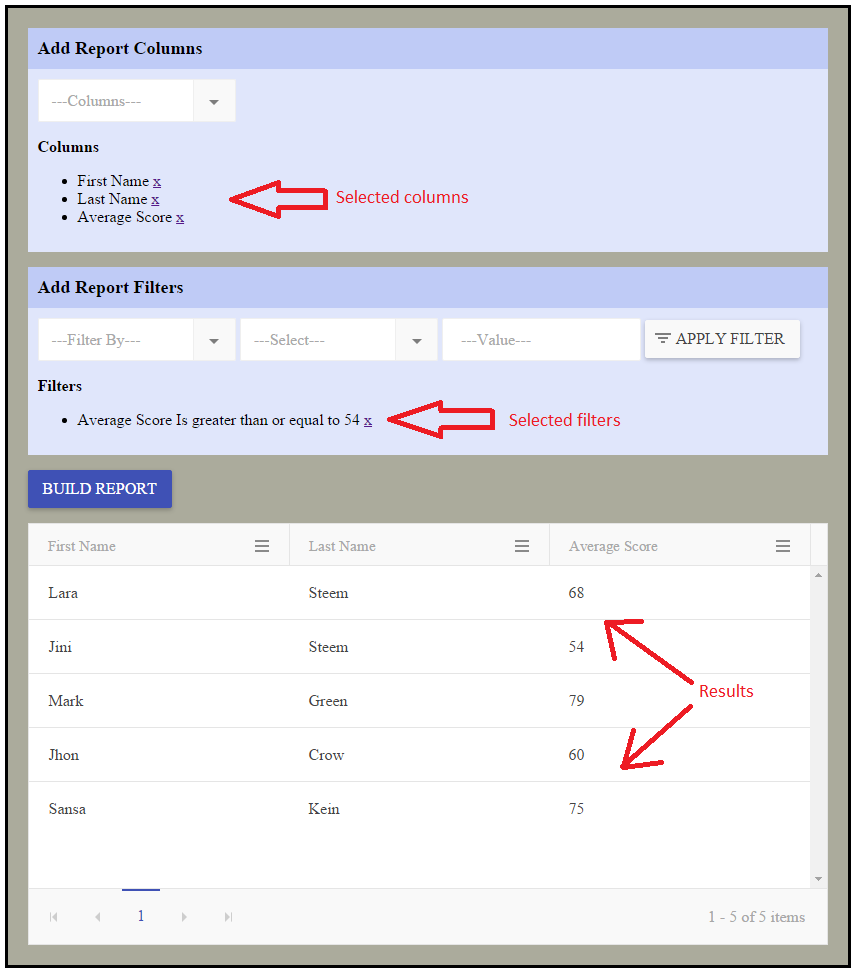 Add Report Columns
---Columns---
Columns
First Name x
Last Name x
Average Score x
Selected columns
Add Report Filters
---Filter By--- ---Select--- ---Value--- APPLY FILTER
Filters
Average Score Is greater than or equal to 54 x
Selected filters
BUILD REPORT
First Name Last Name Average Score
Lara Steem 68
Jini Steem 54
Mark Green 79
Results
Jhon Crow 60
Sansa Kein 75
1 1 - 5 of 5 items